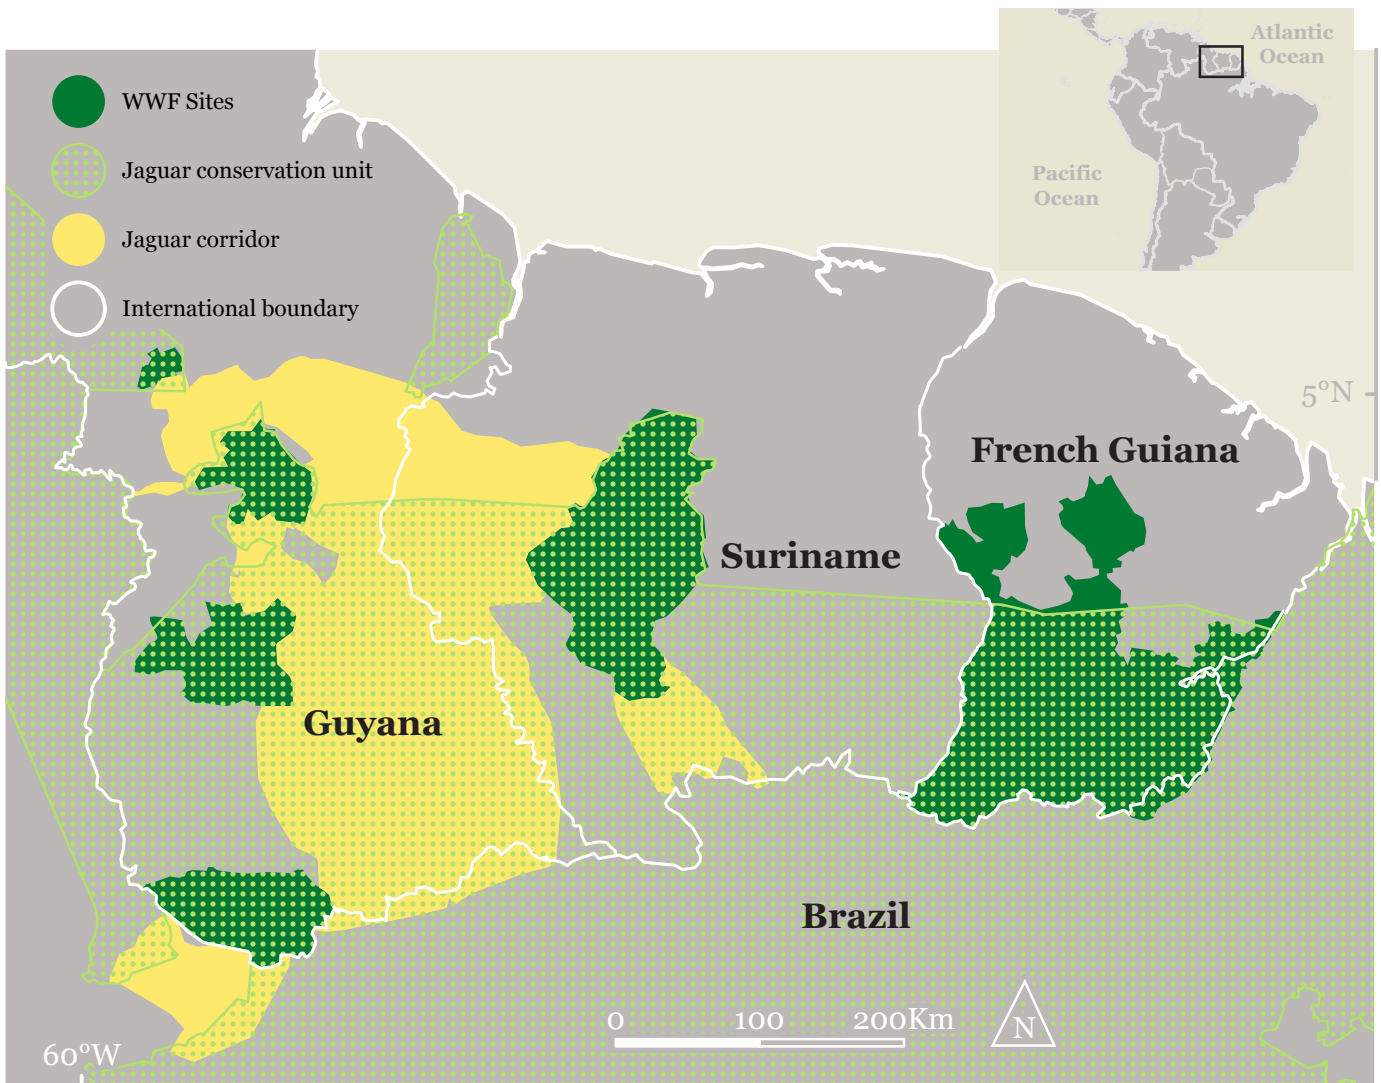 Atlantic
Ocean
WWF Sites
Jaguar conservation unit
Pacific
Ocean
Jaguar corridor
International boundary
5°N
French Guiana
Suriname
Guyana
Brazil
0 100 200Km
N
60°W